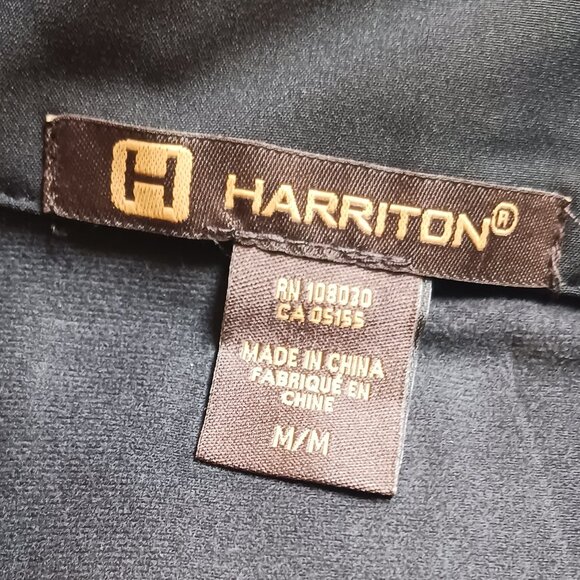 H HARRITON®
RN 108030
CA 05155
MADE IN CHINA
FABRIQUÉ EN
CHINE
M/M